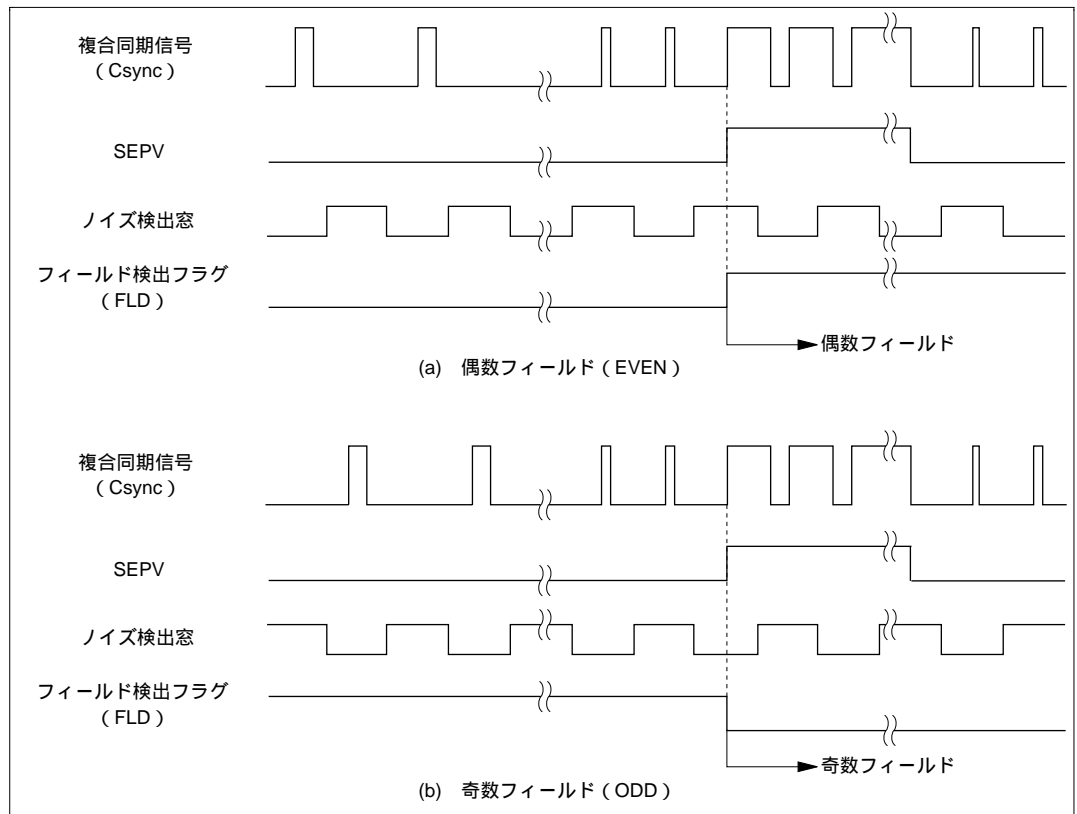 複合同期信号
（Csync）
SEPV
ノイズ検出窓
フィールド検出フラグ
（FLD）
偶数フィールド
(a) 偶数フィールド（EVEN）
複合同期信号
（Csync）
SEPV
ノイズ検出窓
フィールド検出フラグ
（FLD）
奇数フィールド
(b) 奇数フィールド（ODD）